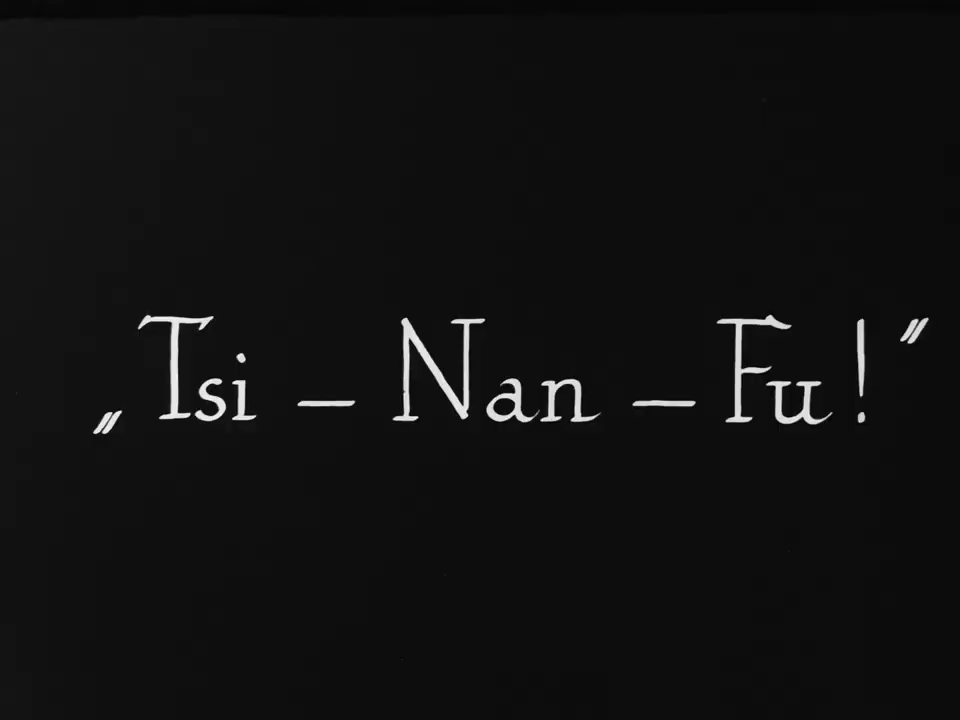 „Tsi – Nan – Fu!”